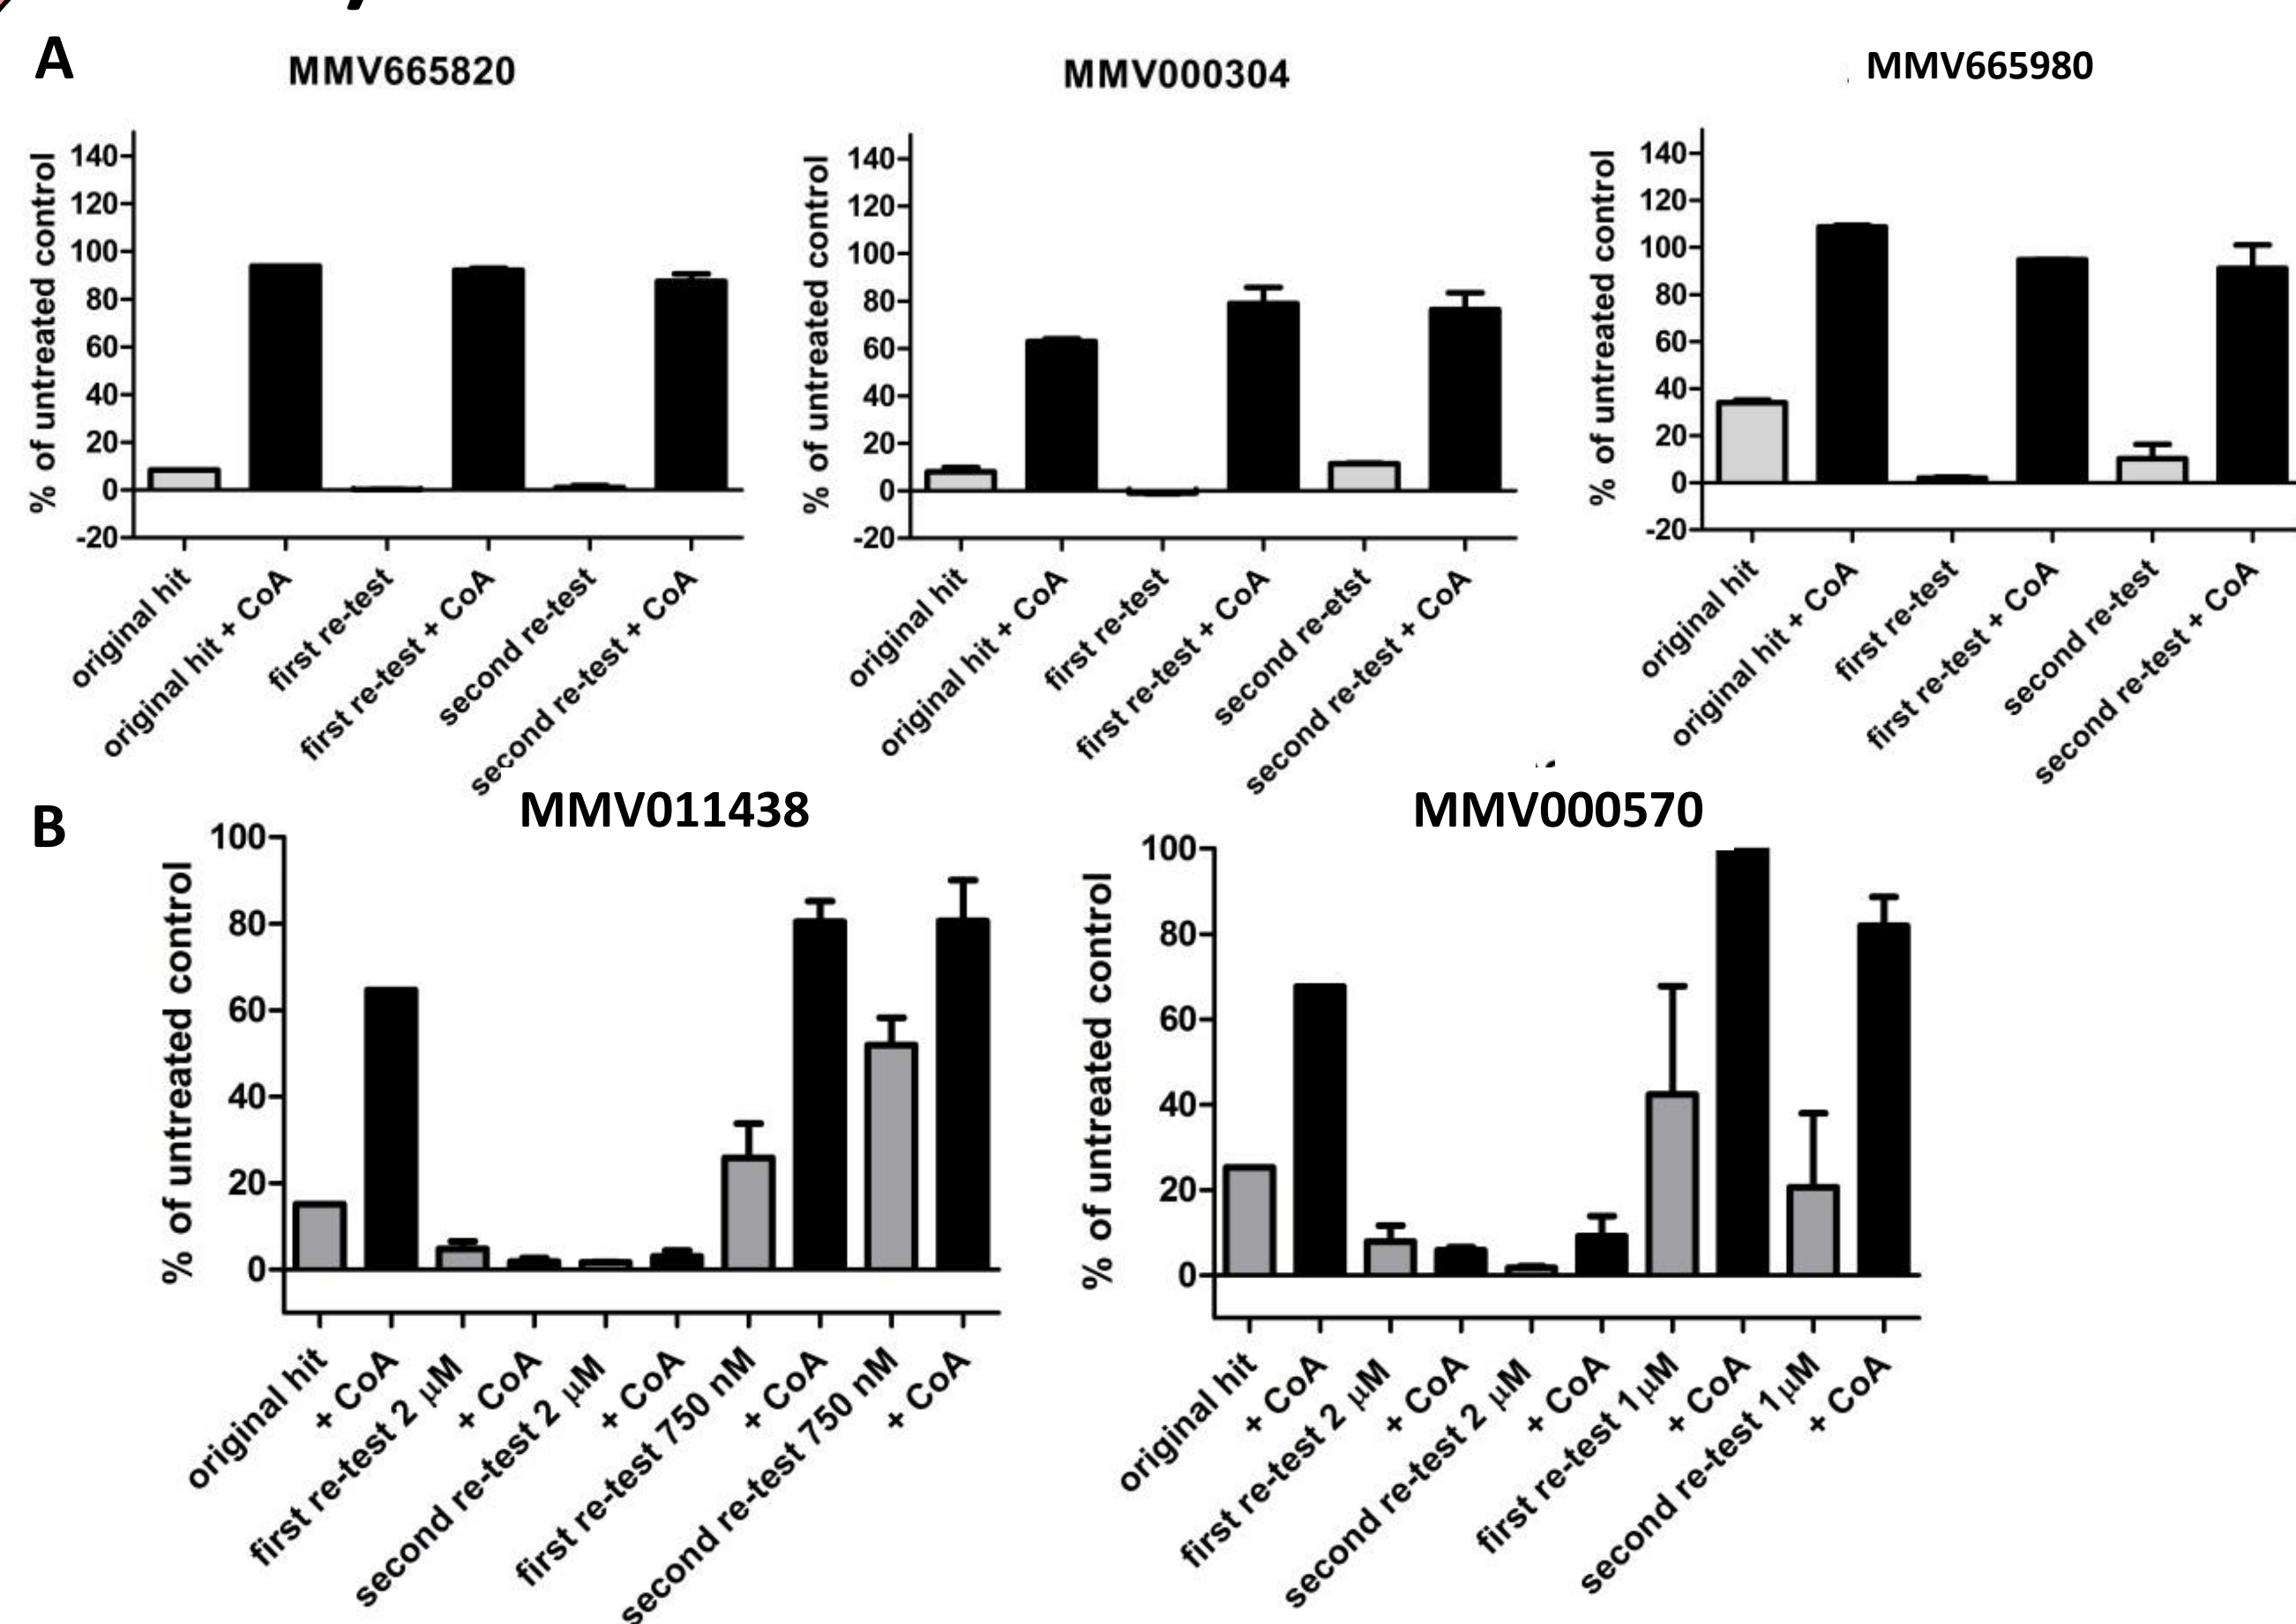 A
MMV665820
MMV000304
MMV665980
% of untreated control
140
120
100
80
60
40
20
0
-20
original hit
original hit + CoA
first re-test
first re-test + CoA
second re-test
second re-test + CoA
% of untreated control
140
120
100
80
60
40
20
0
-20
original hit
original hit + CoA
first re-test
first re-test + CoA
second re-etst
second re-test + CoA
% of untreated control
140
120
100
80
60
40
20
0
-20
original hit
original hit + CoA
first re-test
first re-test + CoA
second re-test
second re-test + CoA
B
MMV011438
MMV000570
% of untreated control
100
80
60
40
20
0
original hit
+ CoA
first re-test 2 μM
+ CoA
second re-test 2 μM
+ CoA
first re-test 750 nM
+ CoA
second re-test 750 nM
+ CoA
% of untreated control
100
80
60
40
20
0
original hit
+ CoA
first re-test 2 μM
+ CoA
second re-test 2 μM
+ CoA
first re-test 1μM
+ CoA
second re-test 1μM
+ CoA